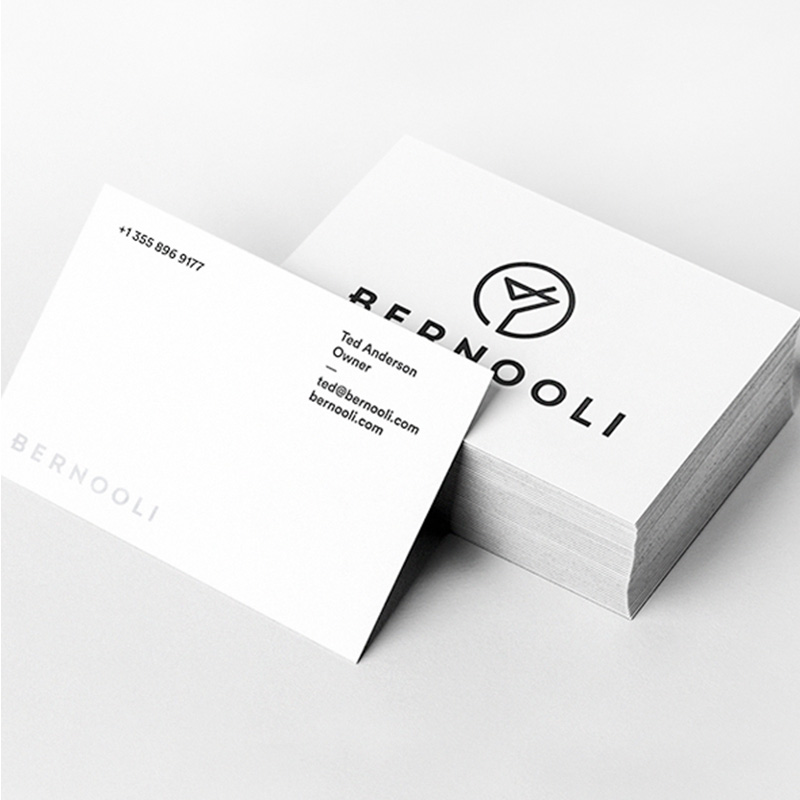 +1 355 896 9177
Ted Anderson
Owner
—
ted@bernooli.com
bernooli.com
BERNOOLI
BERNOOLI